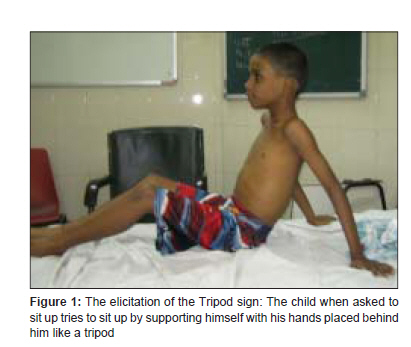 Figure 1: The elicitation of the Tripod sign: The child when asked to
sit up tries to sit up by supporting himself with his hands placed behind
him like a tripod